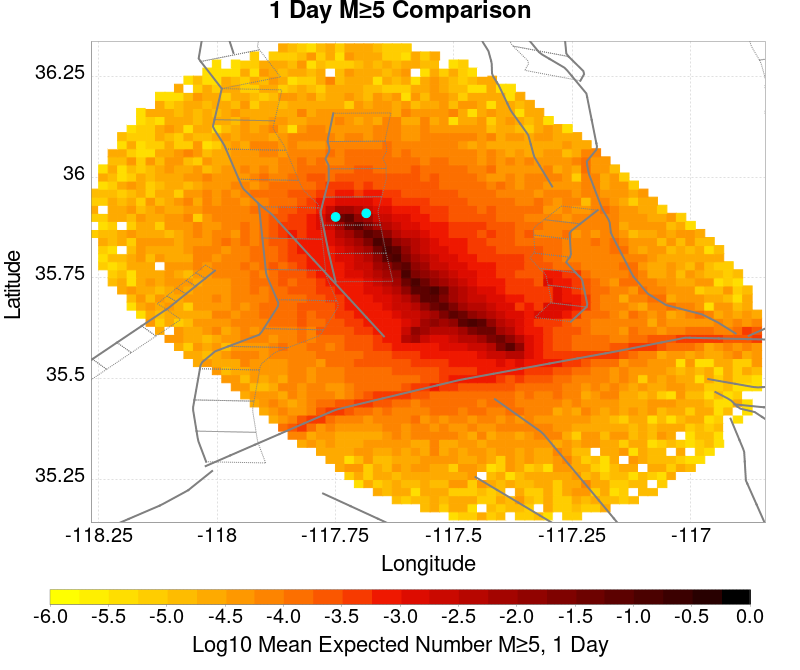 1 Day M≥5 Comparison
36.25
36
35.75
35.5
35.25
Latitude
-118.25 -118 -117.75 -117.5 -117.25 -117
Longitude
-6.0 -5.5 -5.0 -4.5 -4.0 -3.5 -3.0 -2.5 -2.0 -1.5 -1.0 -0.5 0.0
Log10 Mean Expected Number M≥5, 1 Day